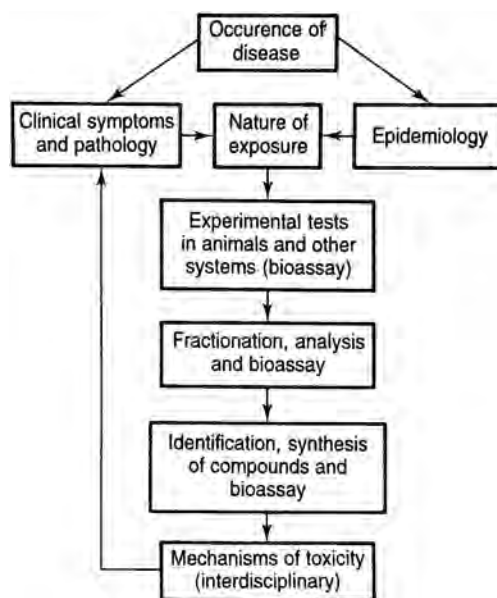 Occurence of
disease
Clinical symptoms
and pathology
Nature of
exposure
Epidemiology
Experimental tests
in animals and other
systems (bioassay)
Fractionation, analysis
and bioassay
Identification, synthesis
of compounds and
bioassay
Mechanisms of toxicity
(interdisciplinary)